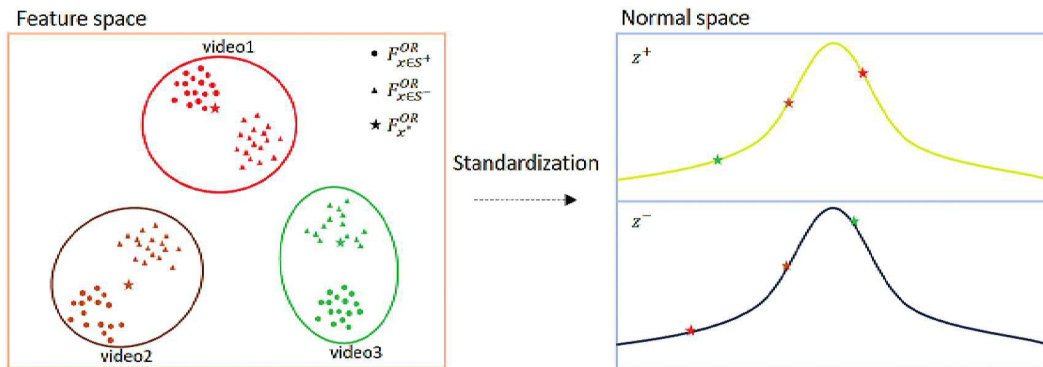 Feature space
video1
● F^{OR}_{x∈S^+}
▲ F^{OR}_{x∈S^-}
★ F^{OR}_{x^*}
video2
video3
Standardization
Normal space
z^+
z^-